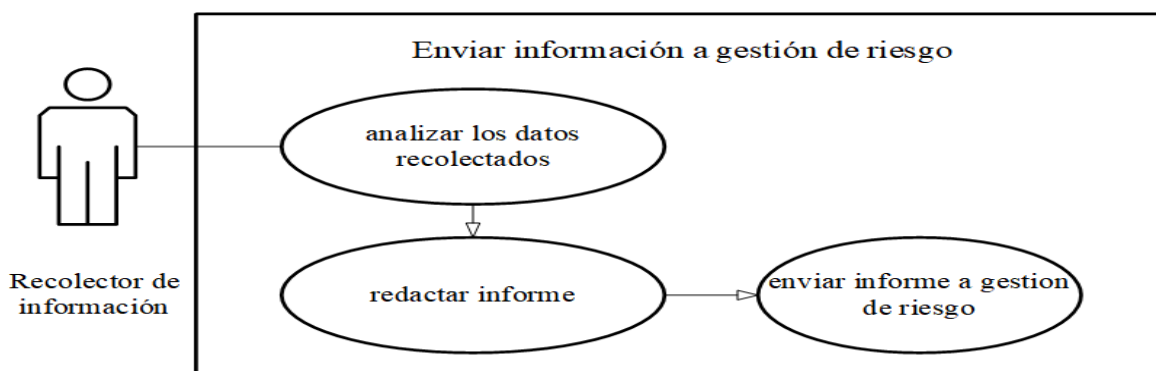 Enviar información a gestión de riesgo
analizar los datos
recolectados
Recolector de
información
redactar informe
enviar informe a gestion
de riesgo